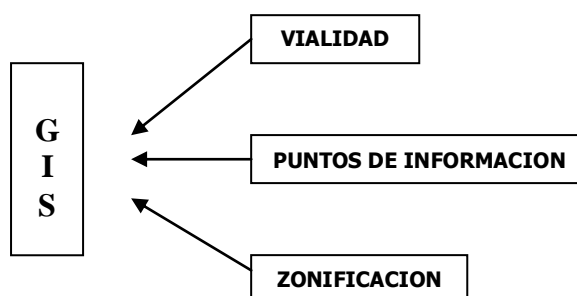 VIALIDAD
G
I
S
PUNTOS DE INFORMACION
ZONIFICACION